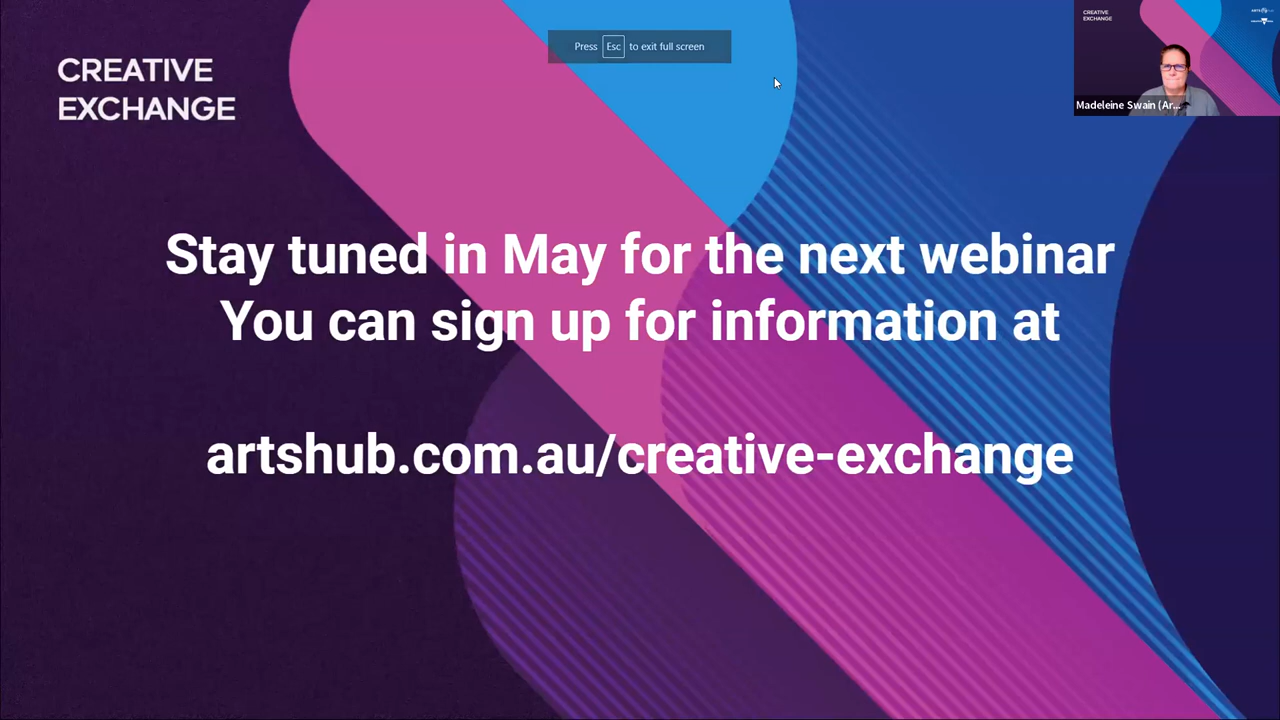 CREATIVE
EXCHANGE
Press Esc to exit full screen
CREATIVE
EXCHANGE
Madeleine Swain (Ar...
Stay tuned in May for the next webinar
You can sign up for information at
artshub.com.au/creative-exchange